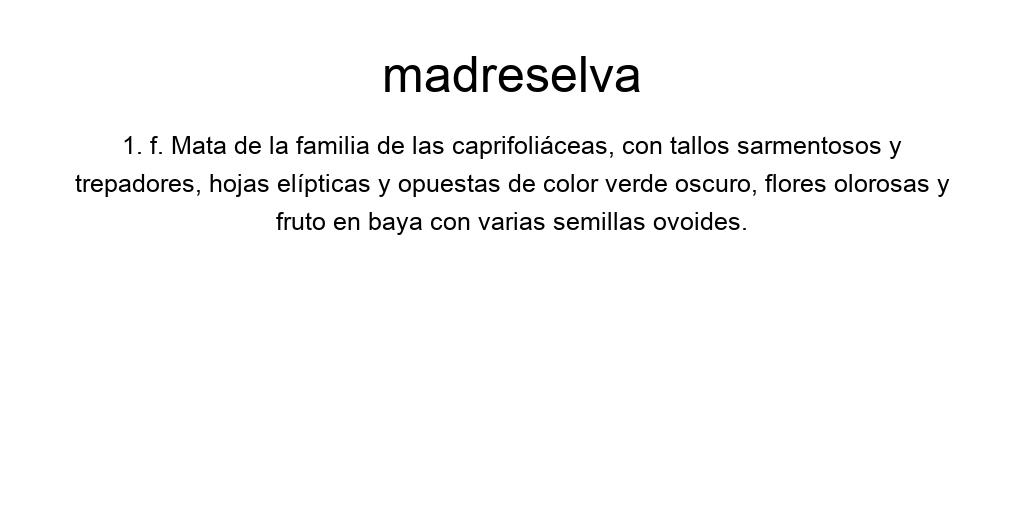 madreselva
1. f. Mata de la familia de las caprifoliáceas, con tallos sarmentosos y
trepadores, hojas elípticas y opuestas de color verde oscuro, flores olorosas y
fruto en baya con varias semillas ovoides.